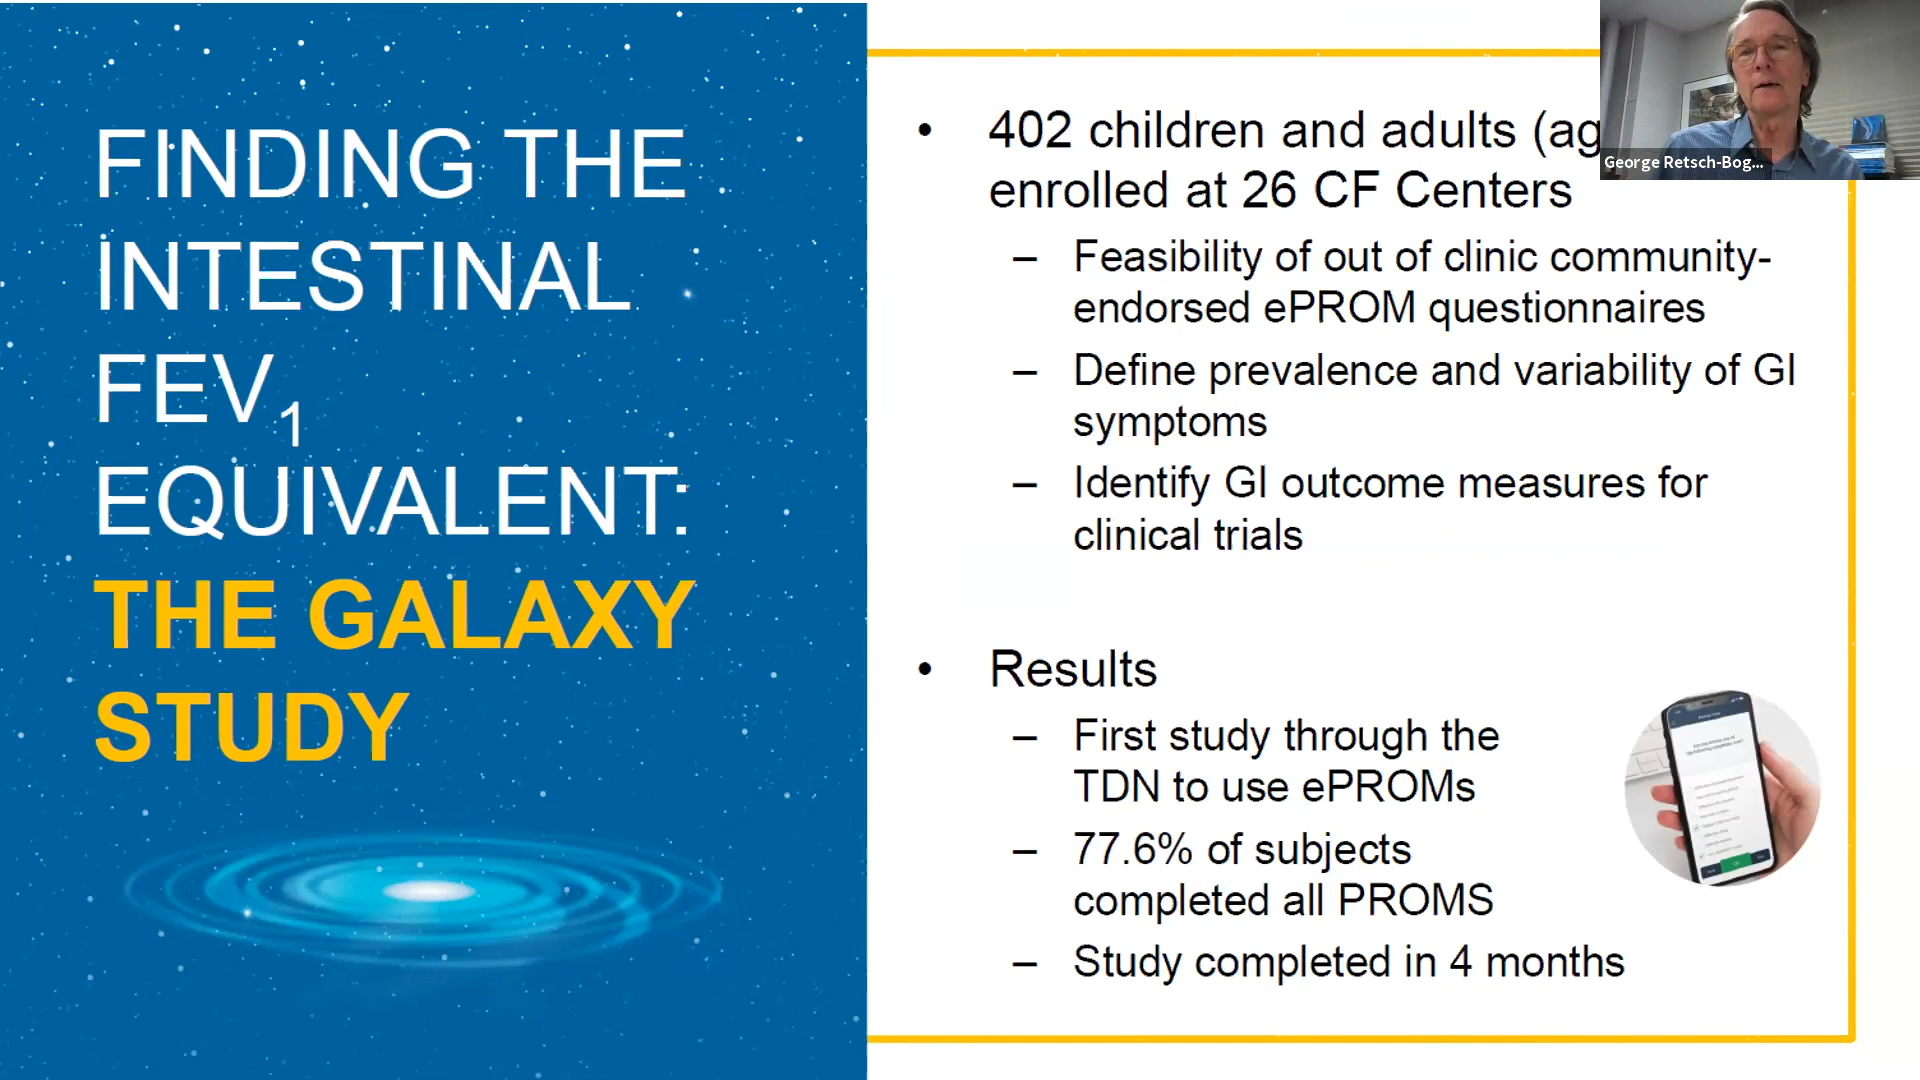 FINDING THE
INTESTINAL
FEV1
EQUIVALENT:
THE GALAXY
STUDY
• 402 children and adults (ag
enrolled at 26 CF Centers
– Feasibility of out of clinic community-
endorsed ePROM questionnaires
– Define prevalence and variability of GI
symptoms
– Identify GI outcome measures for
clinical trials
• Results
– First study through the
TDN to use ePROMs
– 77.6% of subjects
completed all PROMS
– Study completed in 4 months
George Retsch-Bog...